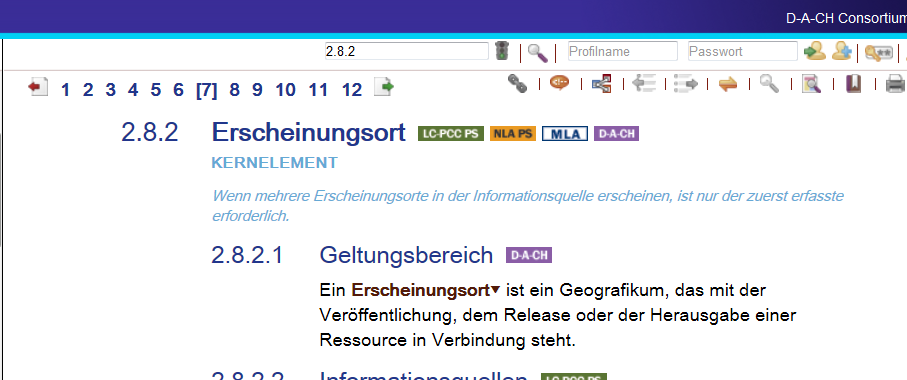 D-A-CH Consortium
2.8.2 Profilname Passwort
1 2 3 4 5 6 [7] 8 9 10 11 12
2.8.2 Erscheinungsort LC-PCC PS NLA PS MLA D-A-CH
KERNELEMENT
Wenn mehrere Erscheinungsorte in der Informationsquelle erscheinen, ist nur der zuerst erfasste
erforderlich.
2.8.2.1 Geltungsbereich D-A-CH
Ein Erscheinungsort ist ein Geografikum, das mit der
Veröffentlichung, dem Release oder der Herausgabe einer
Ressource in Verbindung steht.
2.8.2.2 Informationsquellen LC-PCC PS